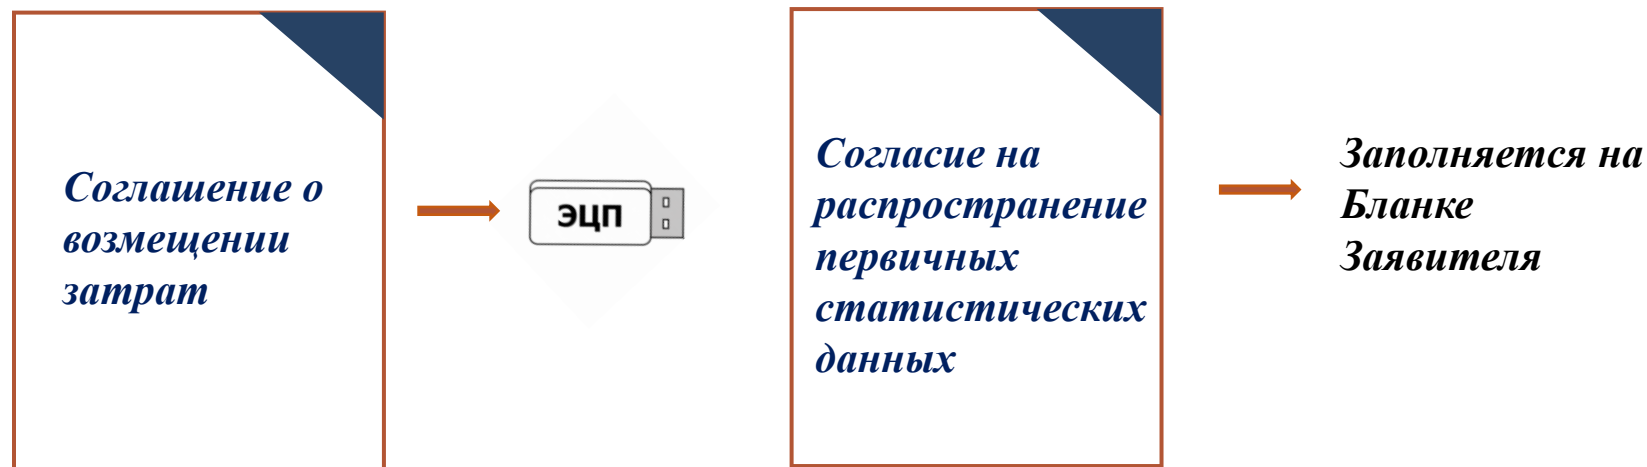 Соглашение о
возмещении
затрат
ЭЦП
Согласие на
распространение
первичных
статистических
данных
Заполняется на
Бланке
Заявителя